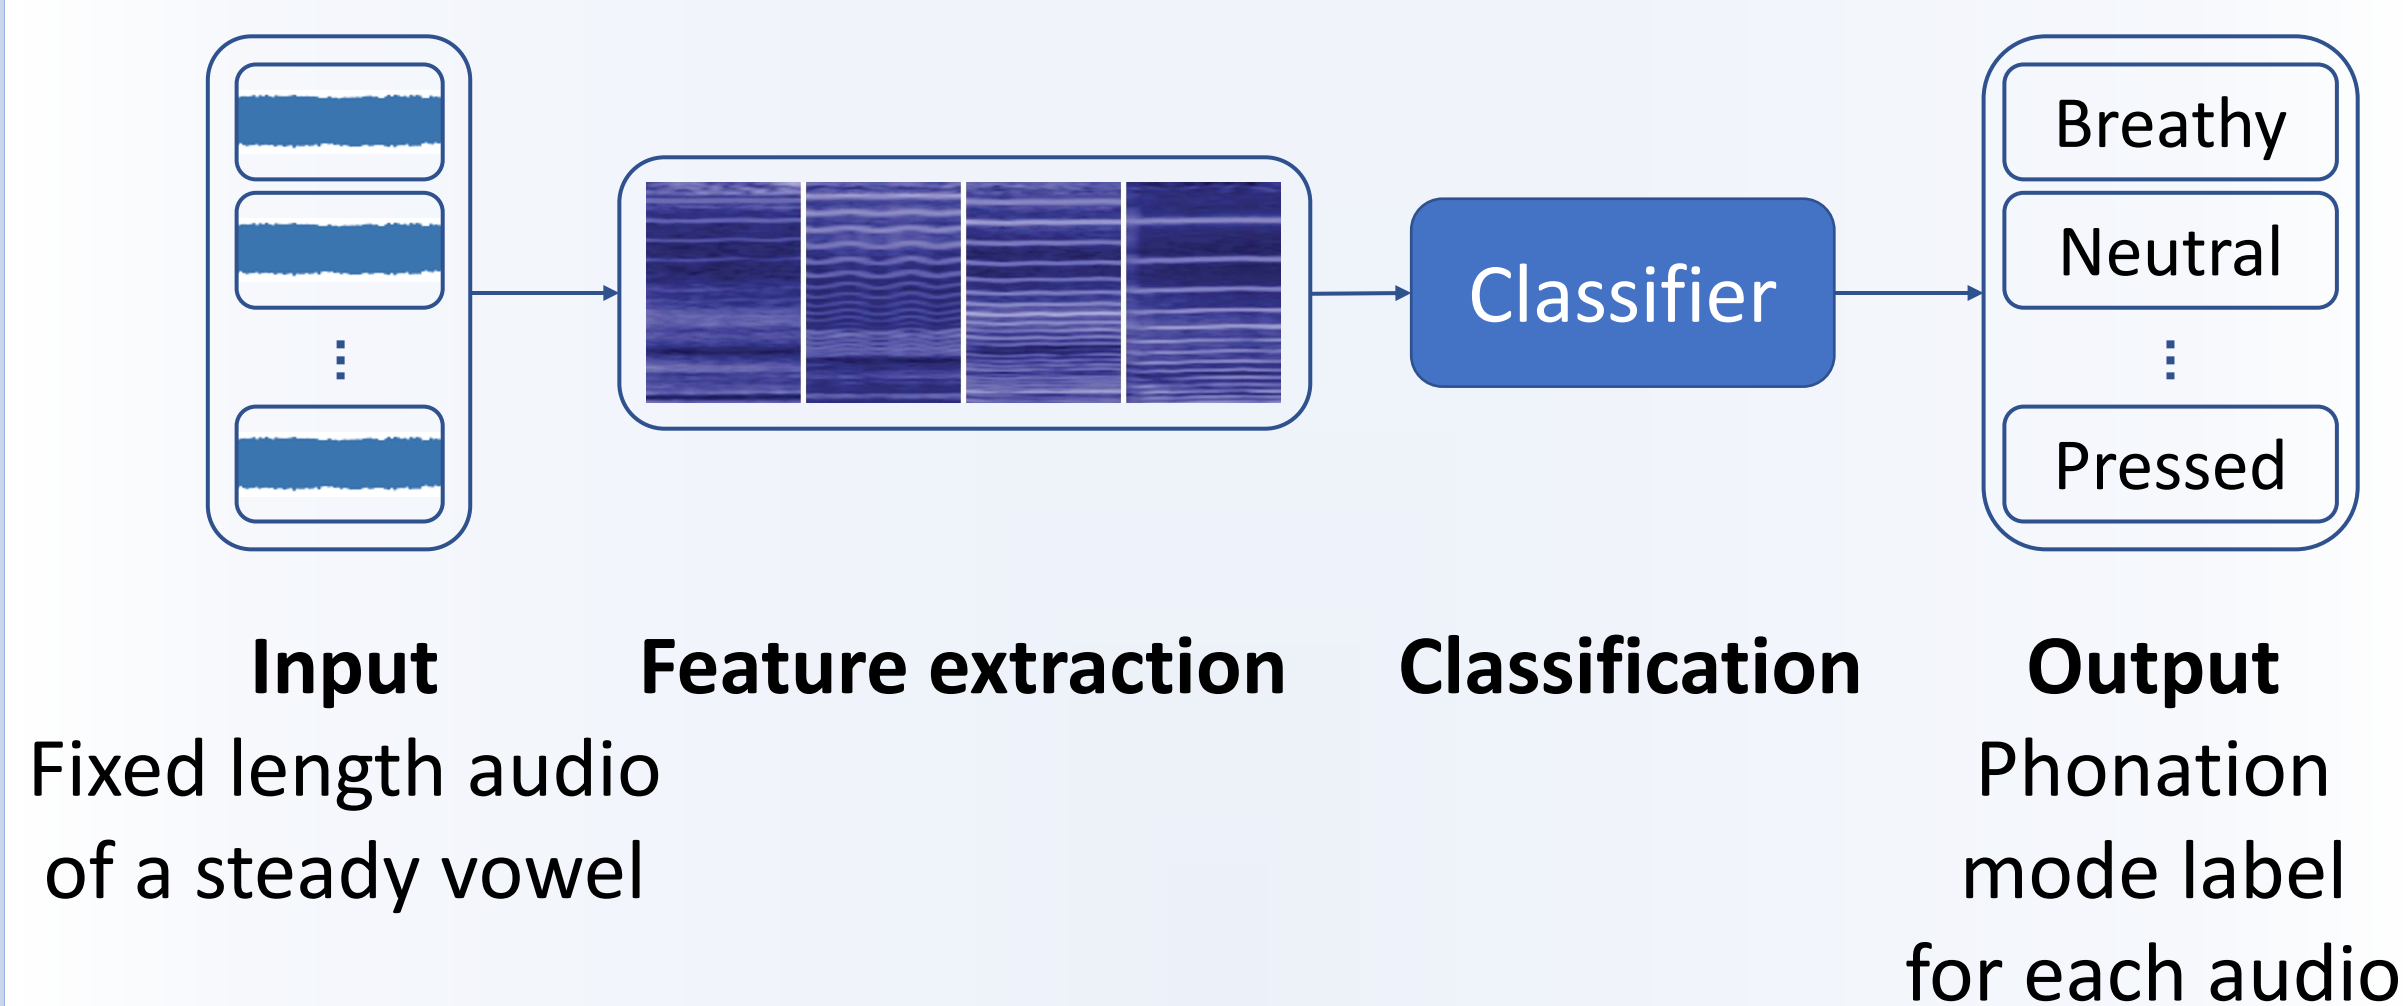 Breathy
Neutral
Classifier
Pressed
Input
Feature extraction
Classification
Output
Fixed length audio
of a steady vowel
Phonation
mode label
for each audio